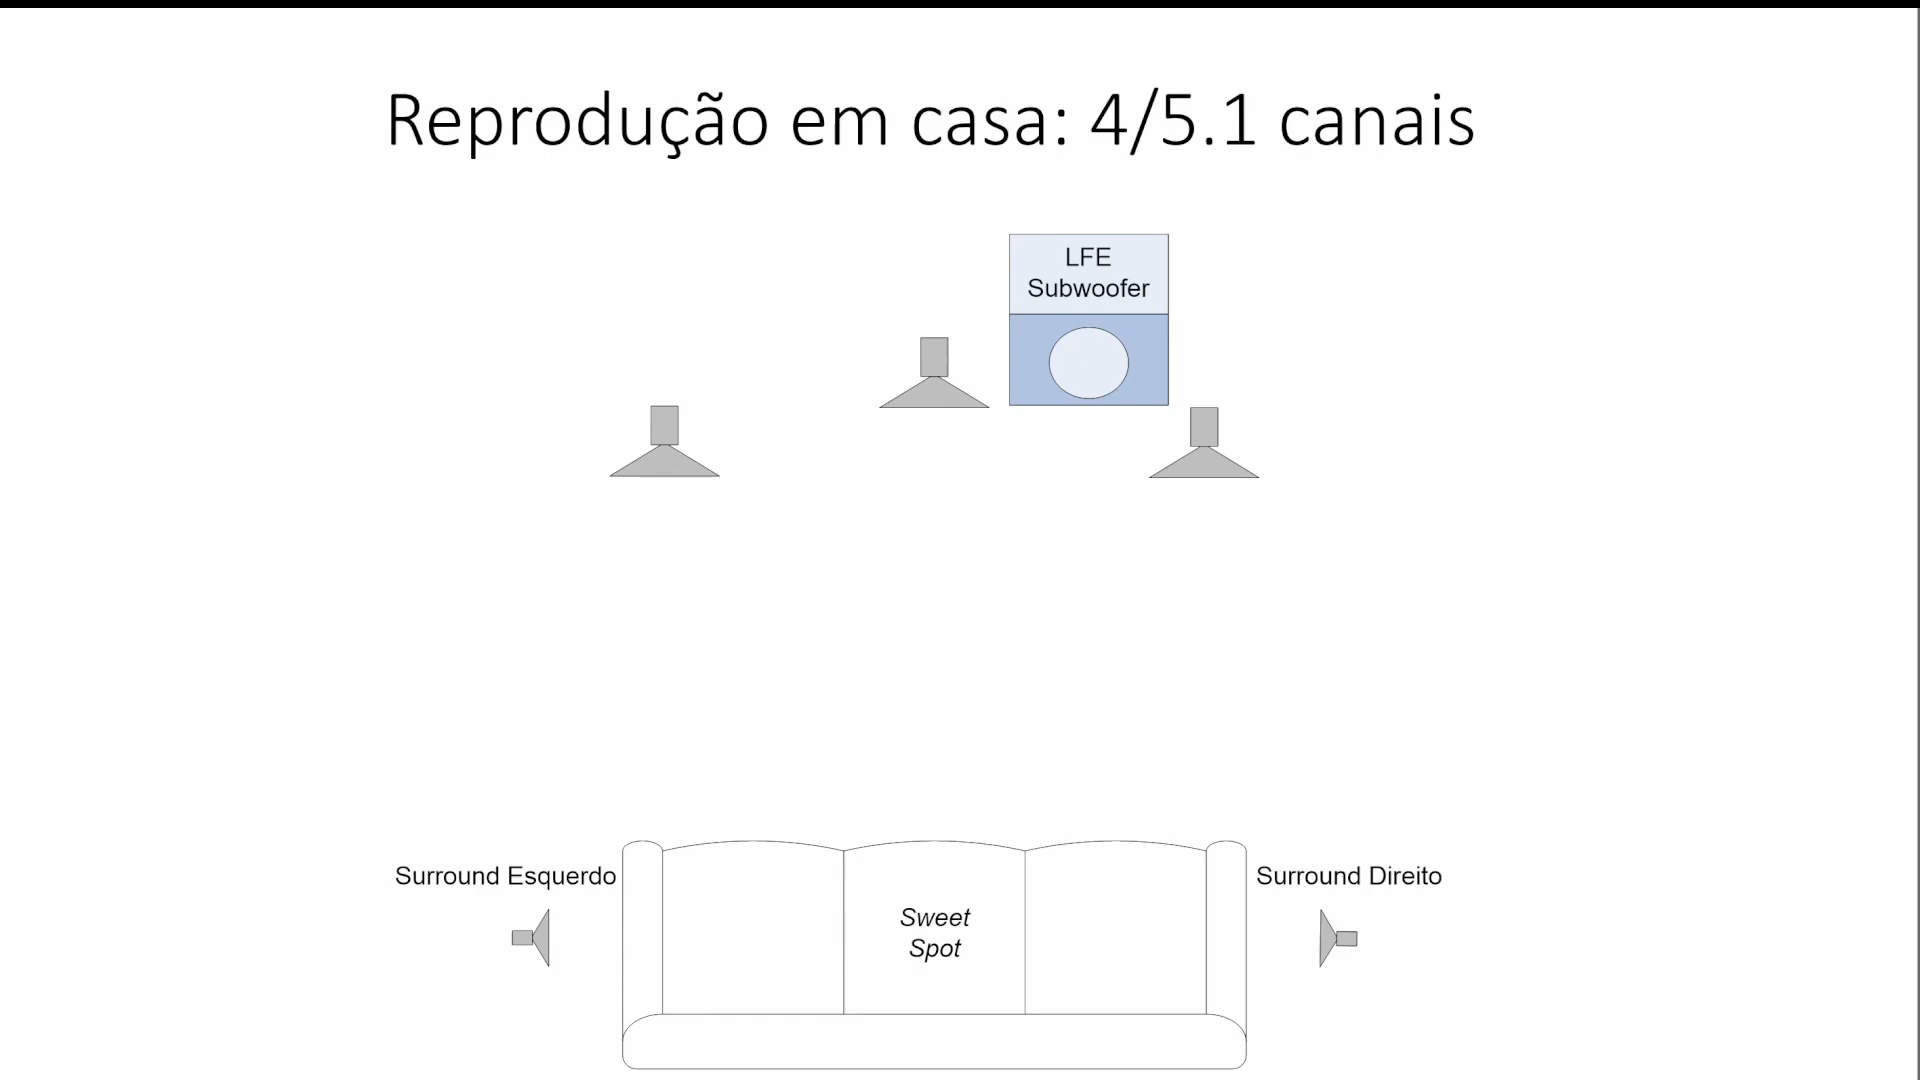 Reprodução em casa: 4/5.1 canais
LFE
Subwoofer
Surround Esquerdo
Surround Direito
Sweet
Spot